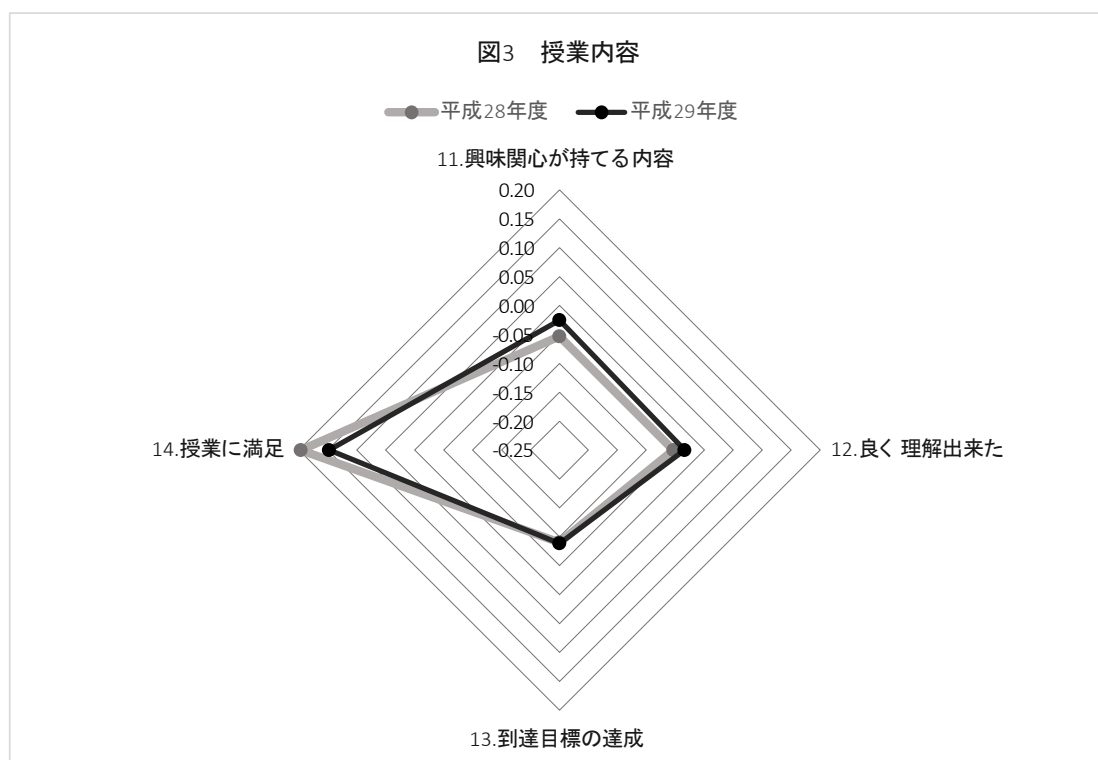 図3　授業内容
平成28年度　平成29年度
11.興味関心が持てる内容
0.20
0.15
0.10
0.05
0.00
-0.05
-0.10
-0.15
-0.20
-0.25
14.授業に満足
12.良く 理解出来た
13.到達目標の達成